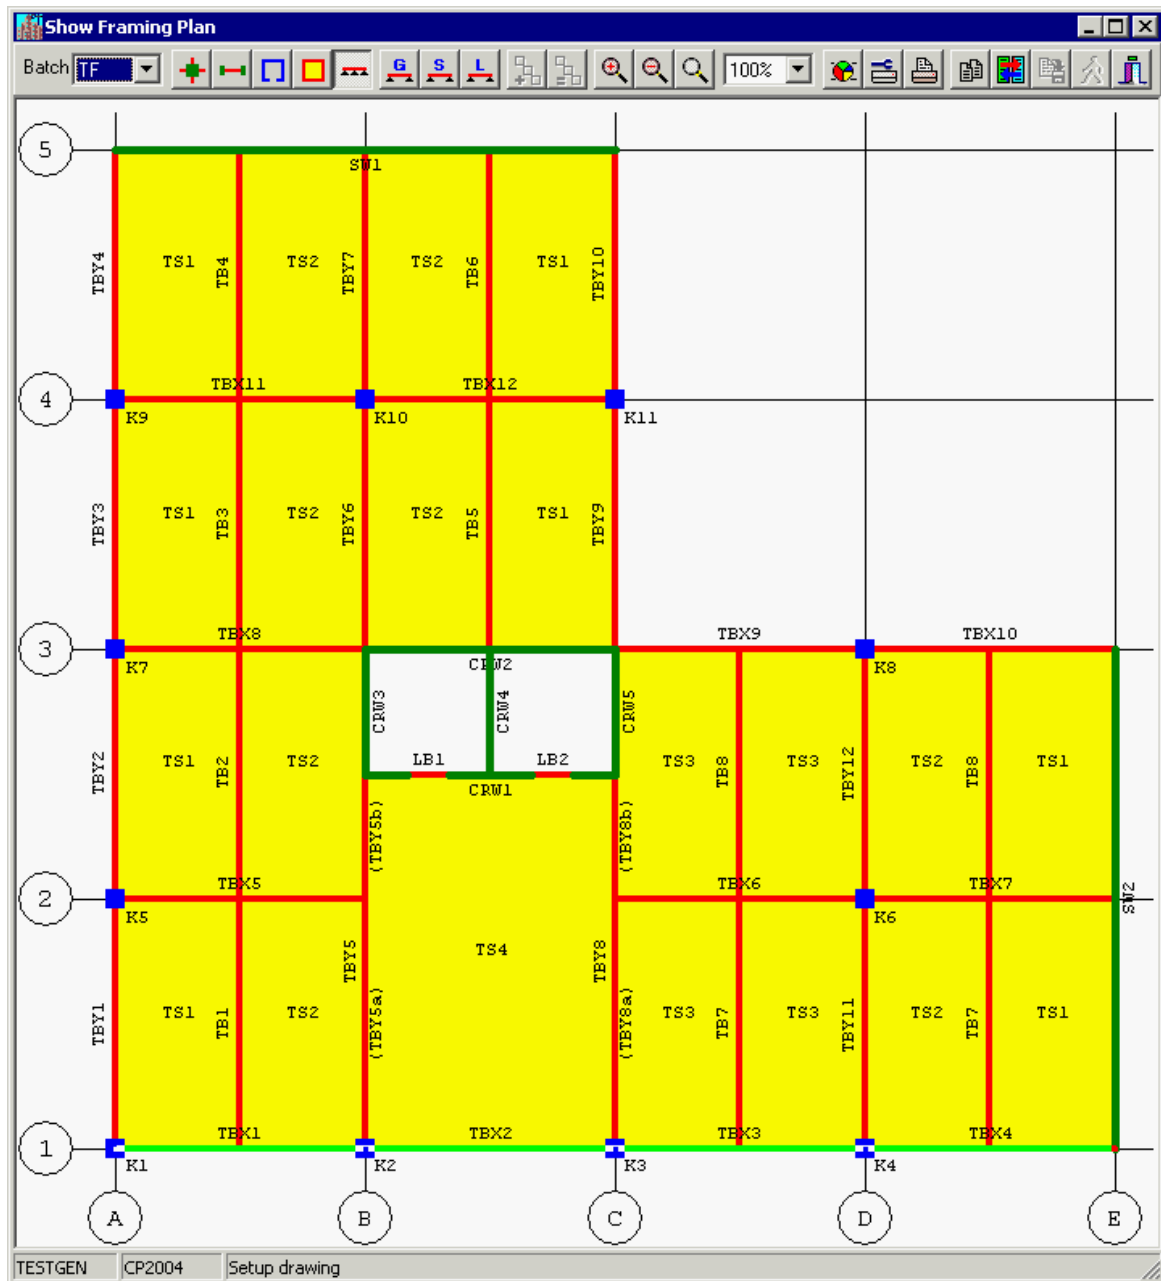 Show Framing Plan
Batch TF G S L 100%
5
SW1
TBY4 TS1 TB4 TS2 TBY7 TS2 TB6 TS1 TBY10
TBX11 TBX12
4
K9 K10 K11
TBY3 TS1 TB3 TS2 TBY6 TS2 TB5 TS1 TBY9
TBX8 TBX9 TBX10
3
K7 CRW2 K8
CRW3 CRW4 CRW5
TBY2 TS1 TB2 TS2 LB1 LB2 TS3 TB8 TS3 TBY12 TS2 TB8 TS1
CRW1
(TBY5b) (TBY8b)
TBX5 TBX6 TBX7
2
SW2
K5 K6
TBY5 TS4 TBY8
TBY1 TS1 TB1 TS2 (TBY5a) (TBY8a) TS3 TB7 TS3 TBY11 TS2 TB7 TS1
TBX1 TBX2 TBX3 TBX4
1
K1 K2 K3 K4
A B C D E
TESTGEN CP2004 Setup drawing